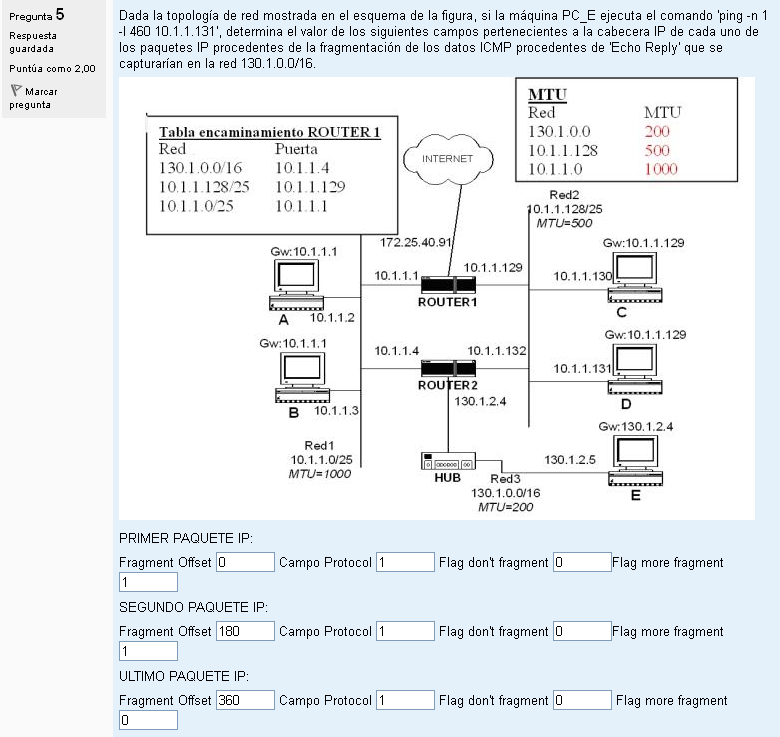 Pregunta 5
Respuesta
guardada
Puntúa como 2,00
Marcar
pregunta
Dada la topología de red mostrada en el esquema de la figura, si la máquina PC_E ejecuta el comando 'ping -n 1
-l 460 10.1.1.131', determina el valor de los siguientes campos pertenecientes a la cabecera IP de cada uno de
los paquetes IP procedentes de la fragmentación de los datos ICMP procedentes de 'Echo Reply' que se
capturarían en la red 130.1.0.0/16.
Tabla encaminamiento ROUTER 1
Red Puerta
130.1.0.0/16 10.1.1.4
10.1.1.128/25 10.1.1.129
10.1.1.0/25 10.1.1.1
INTERNET
MTU
Red MTU
130.1.0.0 200
10.1.1.128 500
10.1.1.0 1000
Red2
10.1.1.128/25
MTU=500
172.25.40.91
Gw:10.1.1.1
Gw:10.1.1.129
10.1.1.1
10.1.1.129
10.1.1.130
ROUTER1
A
10.1.1.2
C
Gw:10.1.1.1
Gw:10.1.1.129
10.1.1.4
10.1.1.132
10.1.1.131
ROUTER2
B
10.1.1.3
130.1.2.4
D
Gw:130.1.2.4
Red1
10.1.1.0/25
MTU=1000
130.1.2.5
HUB
Red3
130.1.0.0/16
MTU=200
E
PRIMER PAQUETE IP:
Fragment Offset 0 Campo Protocol 1 Flag don't fragment 0 Flag more fragment
1
SEGUNDO PAQUETE IP:
Fragment Offset 180 Campo Protocol 1 Flag don't fragment 0 Flag more fragment
1
ULTIMO PAQUETE IP:
Fragment Offset 360 Campo Protocol 1 Flag don't fragment 0 Flag more fragment
0